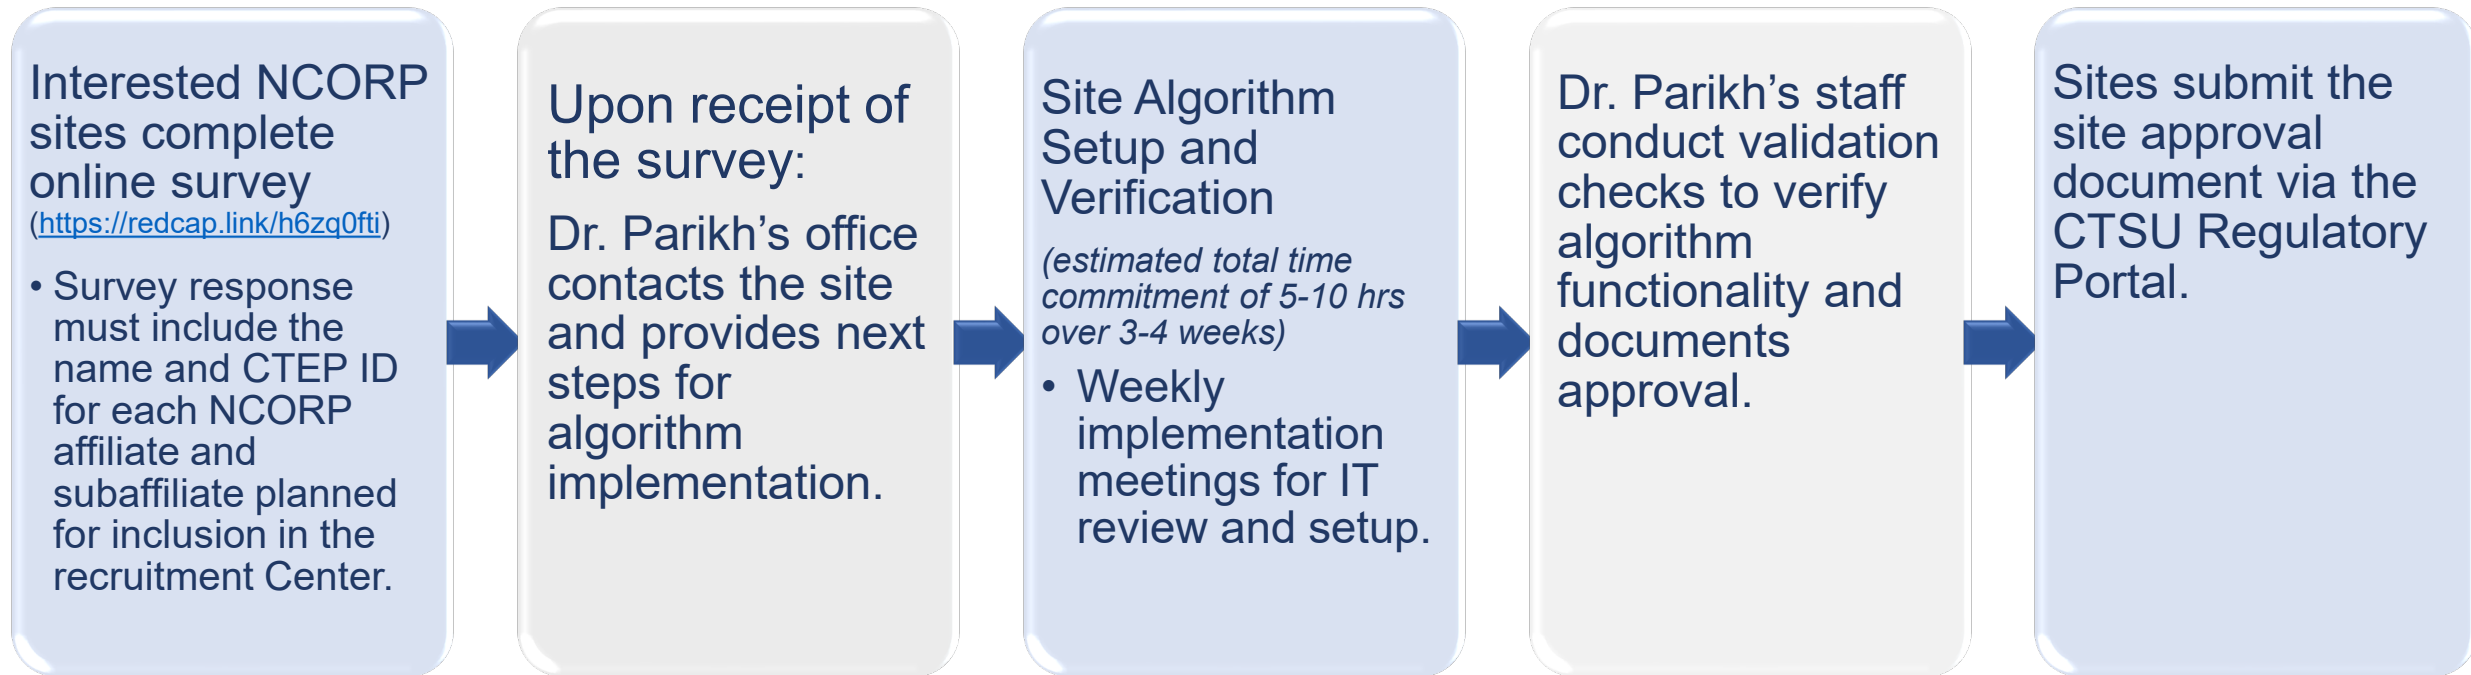 Interested NCORP
sites complete
online survey
(https://redcap.link/h6zq0fti)
• Survey response
must include the
name and CTEP ID
for each NCORP
affiliate and
subaffiliate planned
for inclusion in the
recruitment Center.
Upon receipt of
the survey:
Dr. Parikh’s office
contacts the site
and provides next
steps for
algorithm
implementation.
Site Algorithm
Setup and
Verification
(estimated total time
commitment of 5-10 hrs
over 3-4 weeks)
• Weekly
implementation
meetings for IT
review and setup.
Dr. Parikh’s staff
conduct validation
checks to verify
algorithm
functionality and
documents
approval.
Sites submit the
site approval
document via the
CTSU Regulatory
Portal.